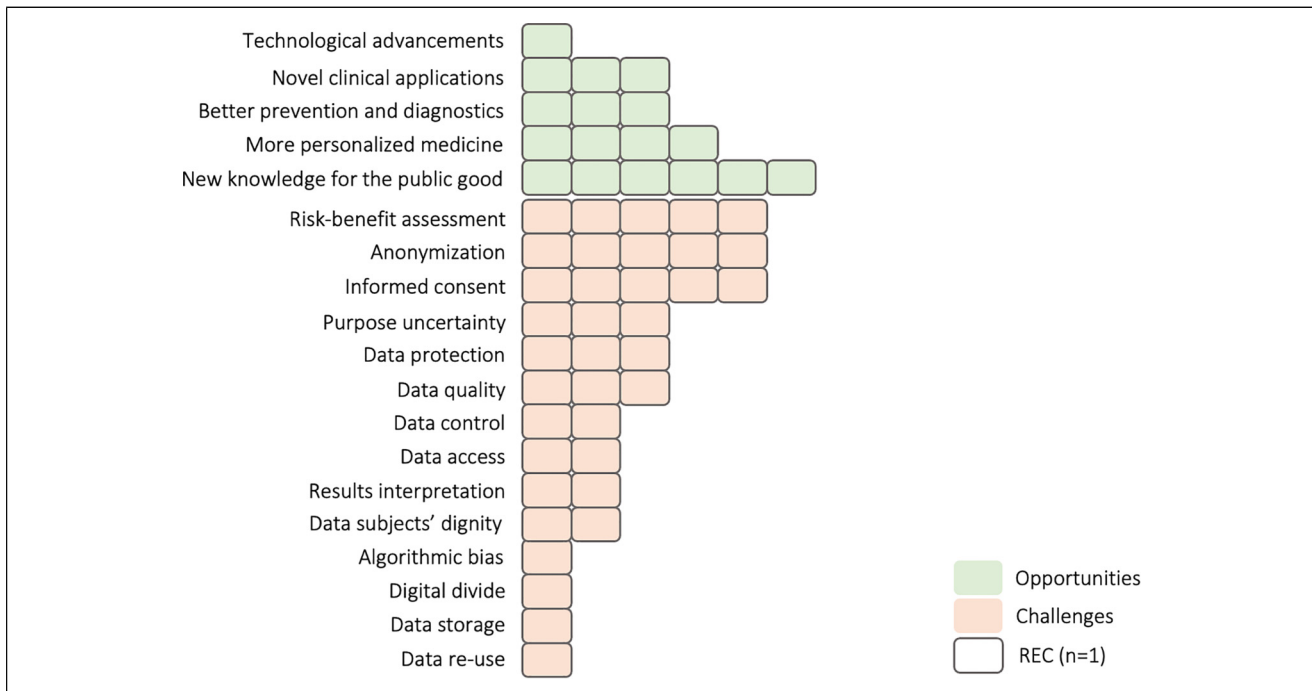 Technological advancements
Novel clinical applications
Better prevention and diagnostics
More personalized medicine
New knowledge for the public good
Risk-benefit assessment
Anonymization
Informed consent
Purpose uncertainty
Data protection
Data quality
Data control
Data access
Results interpretation
Data subjects’ dignity
Algorithmic bias
Digital divide
Data storage
Data re-use
Opportunities
Challenges
REC (n=1)